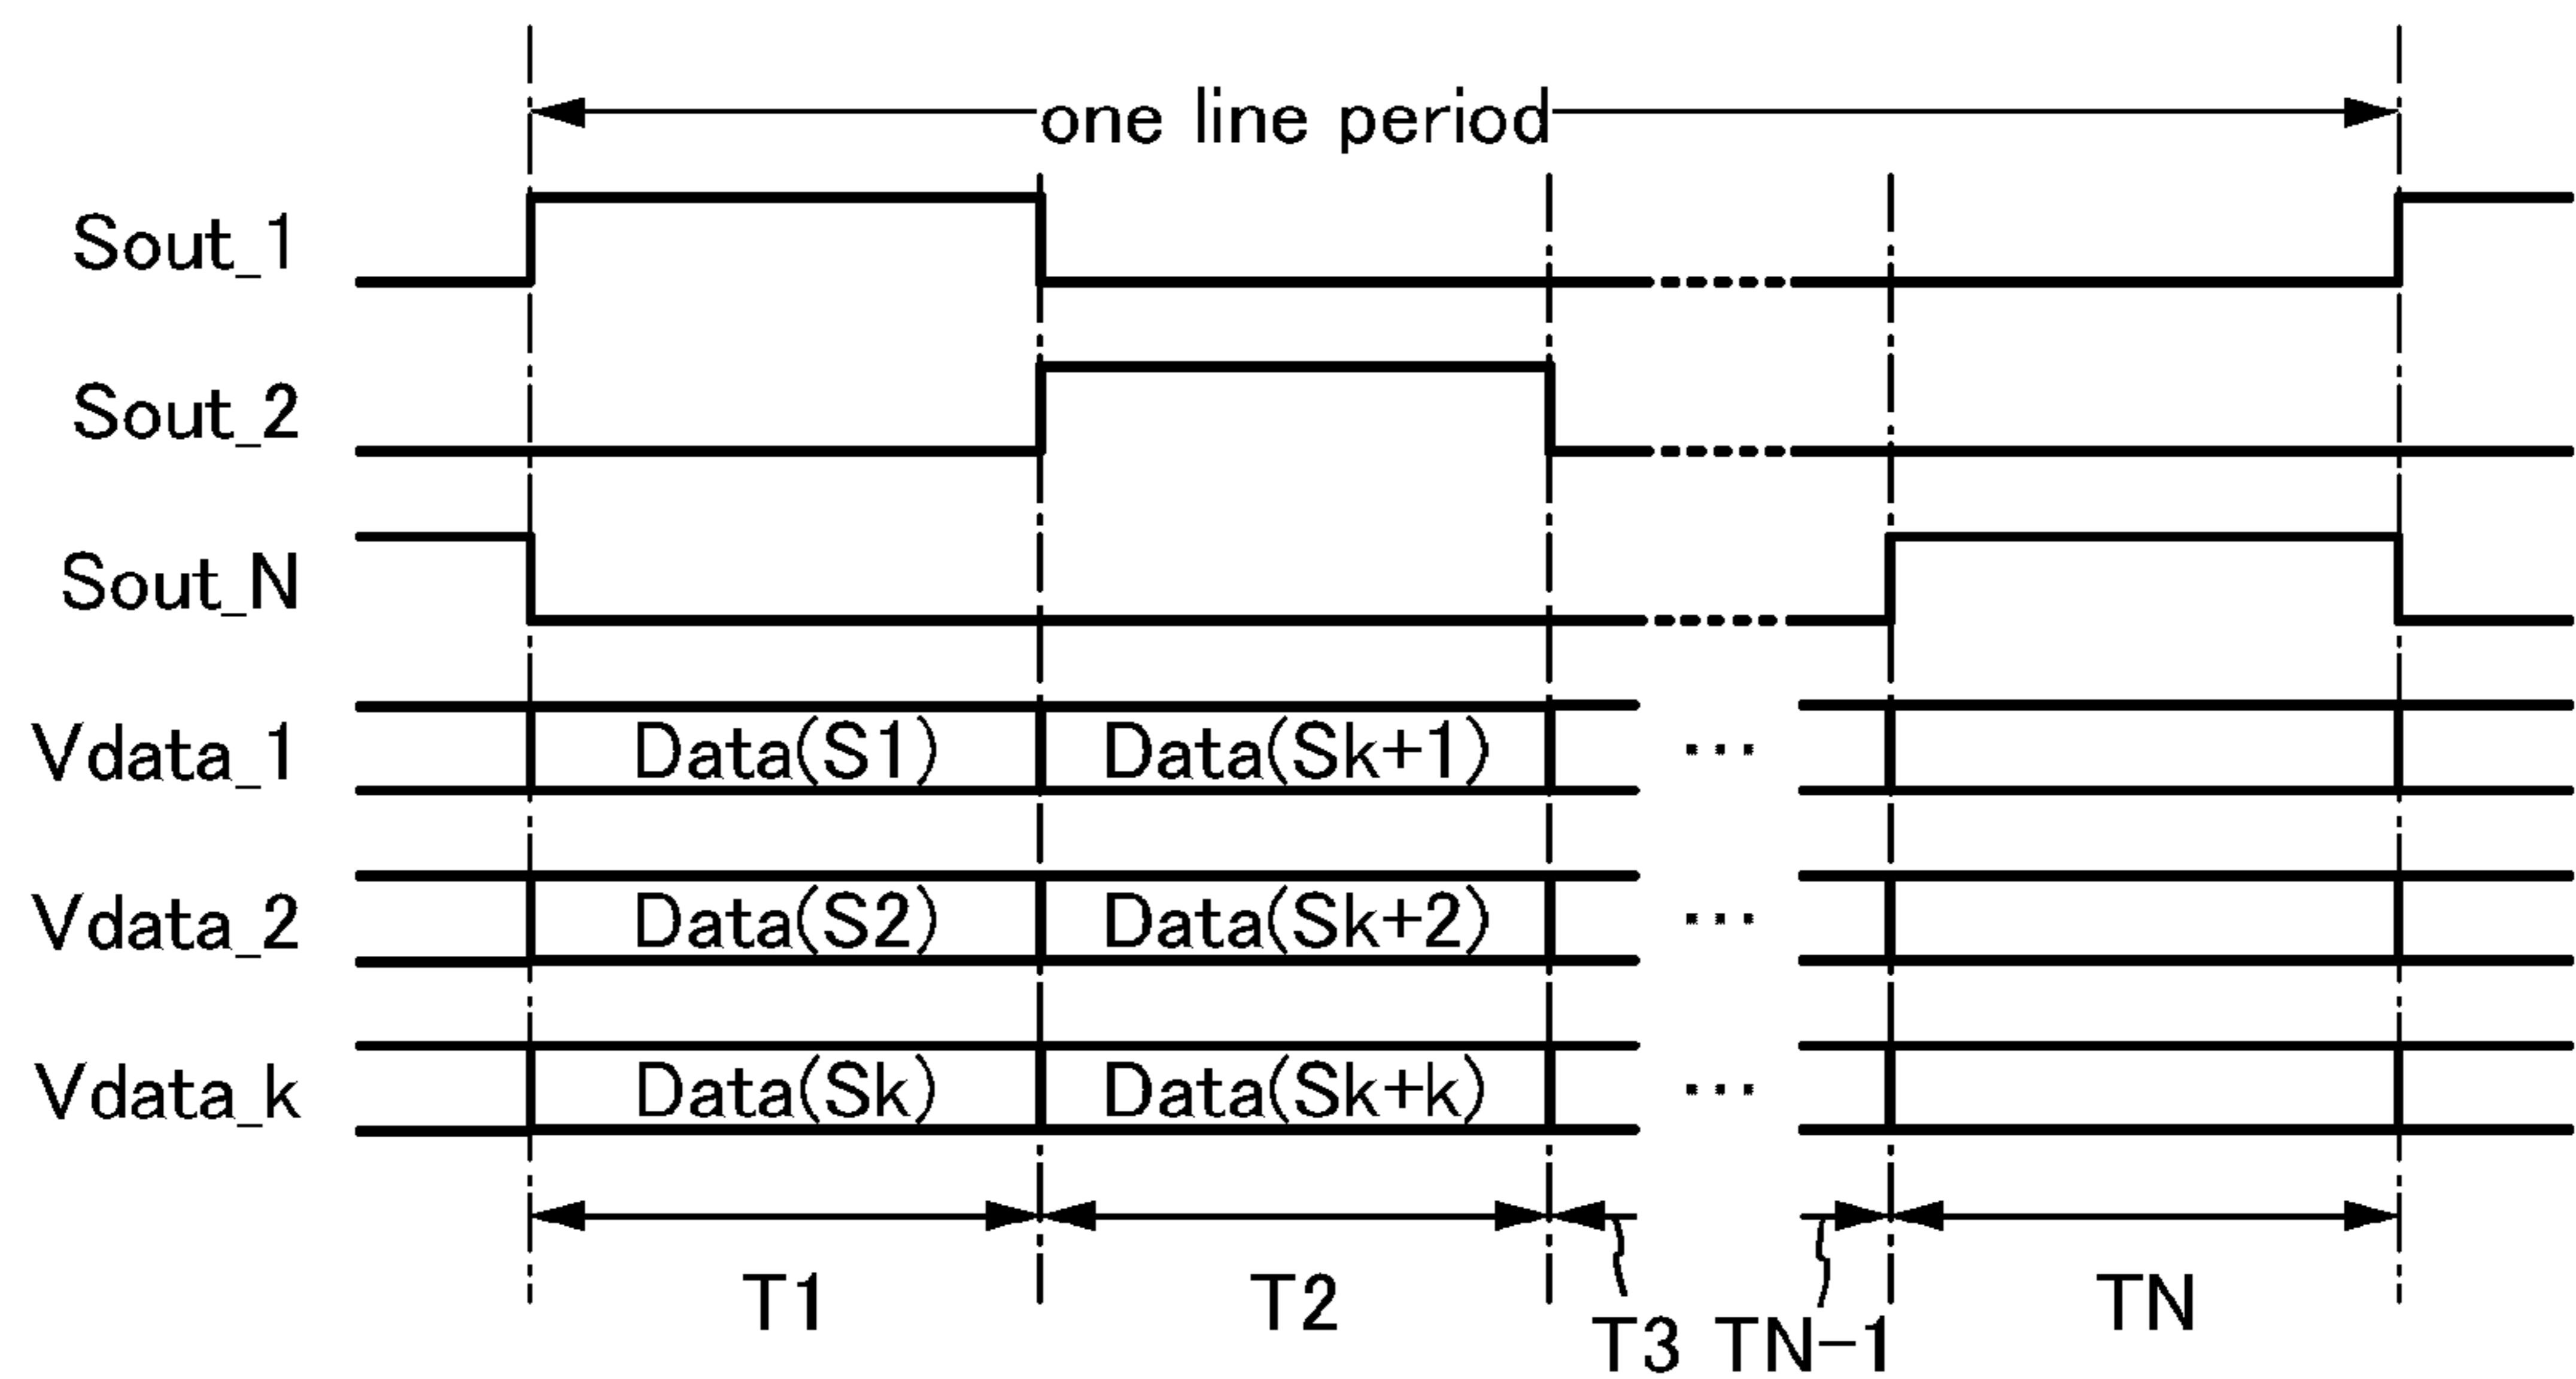 one line period
Sout_1
Sout_2
Sout_N
Vdata_1 Data(S1) Data(Sk+1) ...
Vdata_2 Data(S2) Data(Sk+2) ...
Vdata_k Data(Sk) Data(Sk+k) ...
T1 T2 T3 TN-1 TN